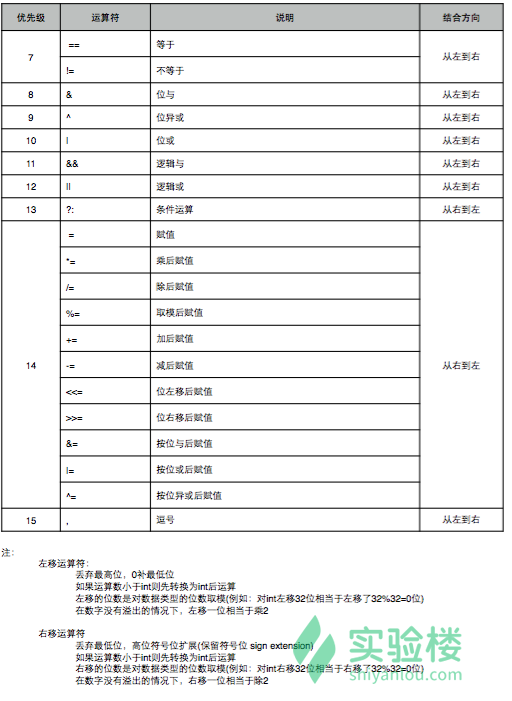 优先级 运算符 说明 结合方向
7 == 等于 从左到右
!= 不等于
8 & 位与 从左到右
9 ^ 位异或 从左到右
10 | 位或 从左到右
11 && 逻辑与 从左到右
12 || 逻辑或 从左到右
13 ?: 条件运算 从右到左
14 = 赋值 从右到左
*= 乘后赋值
/= 除后赋值
%= 取模后赋值
+= 加后赋值
-= 减后赋值
<<= 位左移后赋值
>>= 位右移后赋值
&= 按位与后赋值
|= 按位或后赋值
^= 按位异或后赋值
15 , 逗号 从左到右
注:
左移运算符:
丢弃最高位，0补最低位
如果运算数小于int则先转换为int后运算
左移的位数是对数据类型的位数取模(例如：对int左移32位相当于左移了32%32=0位)
在数字没有溢出的情况下，左移一位相当于乘2
右移运算符
丢弃最低位，高位符号位扩展(保留符号位 sign extension)
如果运算数小于int则先转换为int后运算
右移的位数是对数据类型的位数取模(例如：对int右移32位相当于右移了32%32=0位)
在数字没有溢出的情况下，右移一位相当于除2
实验楼
shiyanlou.com